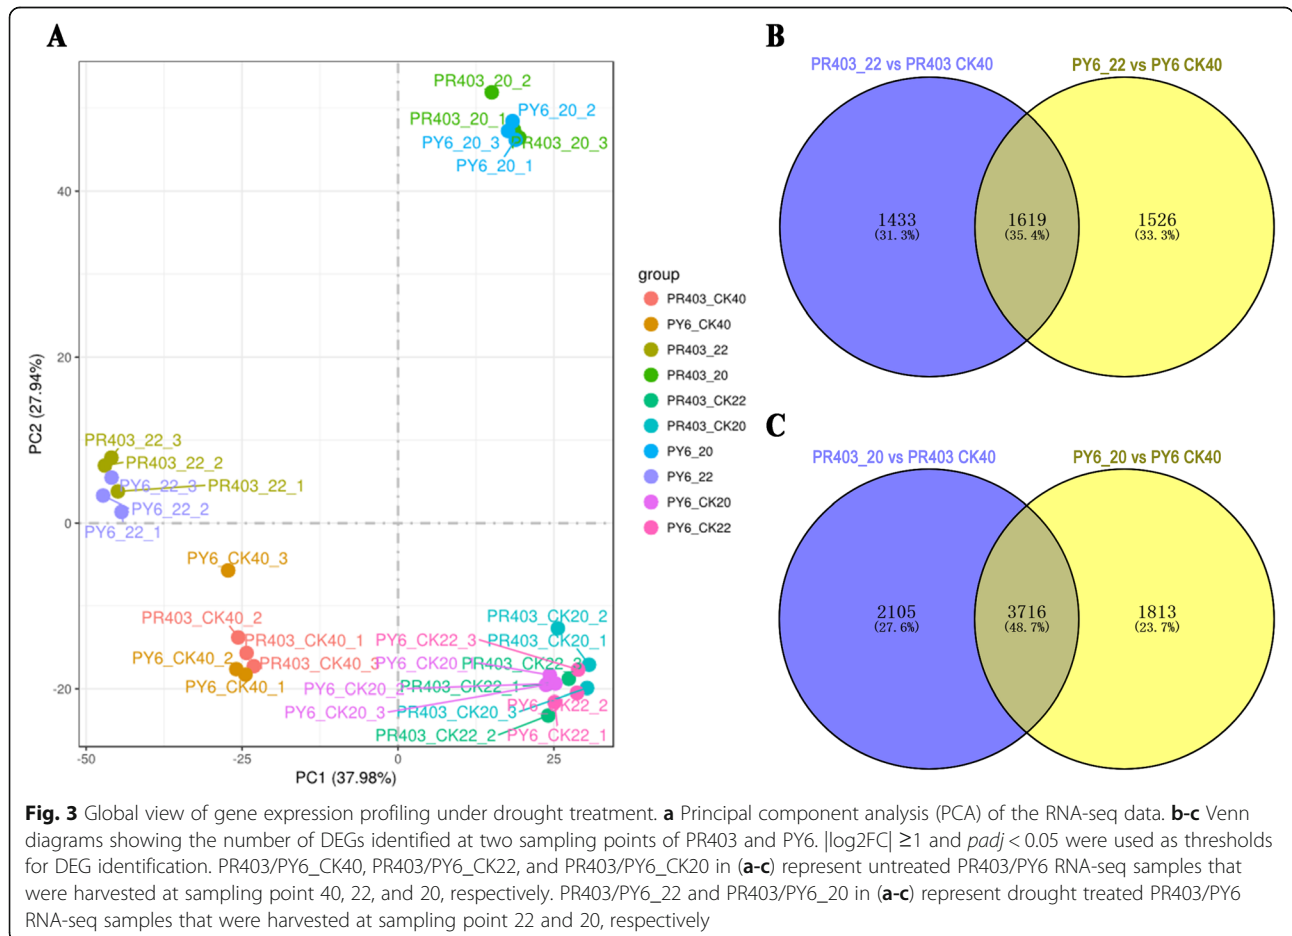 A
PR403_20_2
PY6_20_2
PR403_20_1
PY6_20_3
PR403_20_3
PY6_20_1
40
20
0
-20
PC2 (27.94%)
PR403_22_3
PR403_22_2
PY6_22_3
PR403_22_1
PY6_22_2
PY6_22_1
PY6_CK40_3
PR403_CK40_2
PR403_CK40_1
PY6_CK40_2
PR403_CK40_3
PY6_CK40_1
PR403_CK20_2
PY6_CK22_3
PR403_CK20_1
PY6_CK20_1
PR403_CK22_3
PY6_CK20_2
PR403_CK22_1
PY6_CK20_3
PR403_CK20_3
PY6_CK22_2
PR403_CK22_2
PY6_CK22_1
-50
-25
0
25
PC1 (37.98%)
group
PR403_CK40
PY6_CK40
PR403_22
PR403_20
PR403_CK22
PR403_CK20
PY6_20
PY6_22
PY6_CK20
PY6_CK22
B
PR403_22 vs PR403 CK40
PY6_22 vs PY6 CK40
1433
(31.3%)
1619
(35.4%)
1526
(33.3%)
C
PR403_20 vs PR403 CK40
PY6_20 vs PY6 CK40
2105
(27.6%)
3716
(48.7%)
1813
(23.7%)
Fig. 3 Global view of gene expression profiling under drought treatment. a Principal component analysis (PCA) of the RNA-seq data. b-c Venn
diagrams showing the number of DEGs identified at two sampling points of PR403 and PY6. |log2FC| ≥1 and padj < 0.05 were used as thresholds
for DEG identification. PR403/PY6_CK40, PR403/PY6_CK22, and PR403/PY6_CK20 in (a-c) represent untreated PR403/PY6 RNA-seq samples that
were harvested at sampling point 40, 22, and 20, respectively. PR403/PY6_22 and PR403/PY6_20 in (a-c) represent drought treated PR403/PY6
RNA-seq samples that were harvested at sampling point 22 and 20, respectively